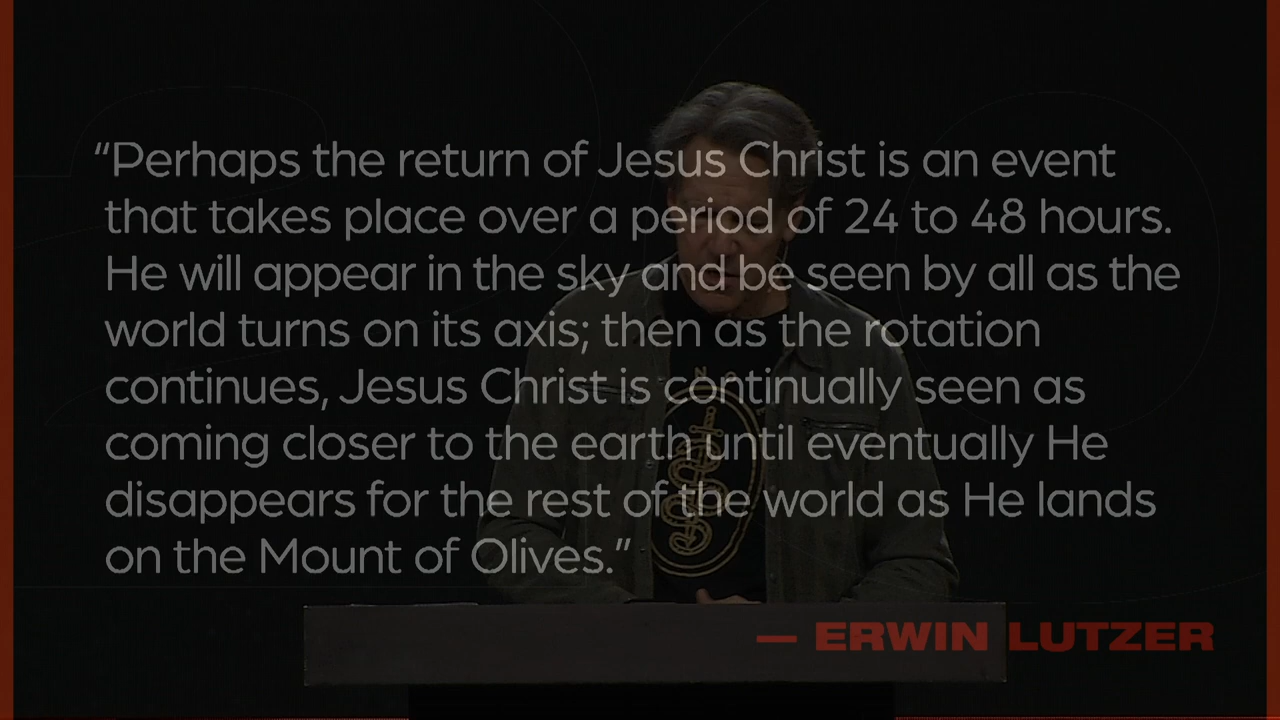 “Perhaps the return of Jesus Christ is an event
that takes place over a period of 24 to 48 hours.
He will appear in the sky and be seen by all as the
world turns on its axis; then as the rotation
continues, Jesus Christ is continually seen as
coming closer to the earth until eventually He
disappears for the rest of the world as He lands
on the Mount of Olives.”
— ERWIN LUTZER